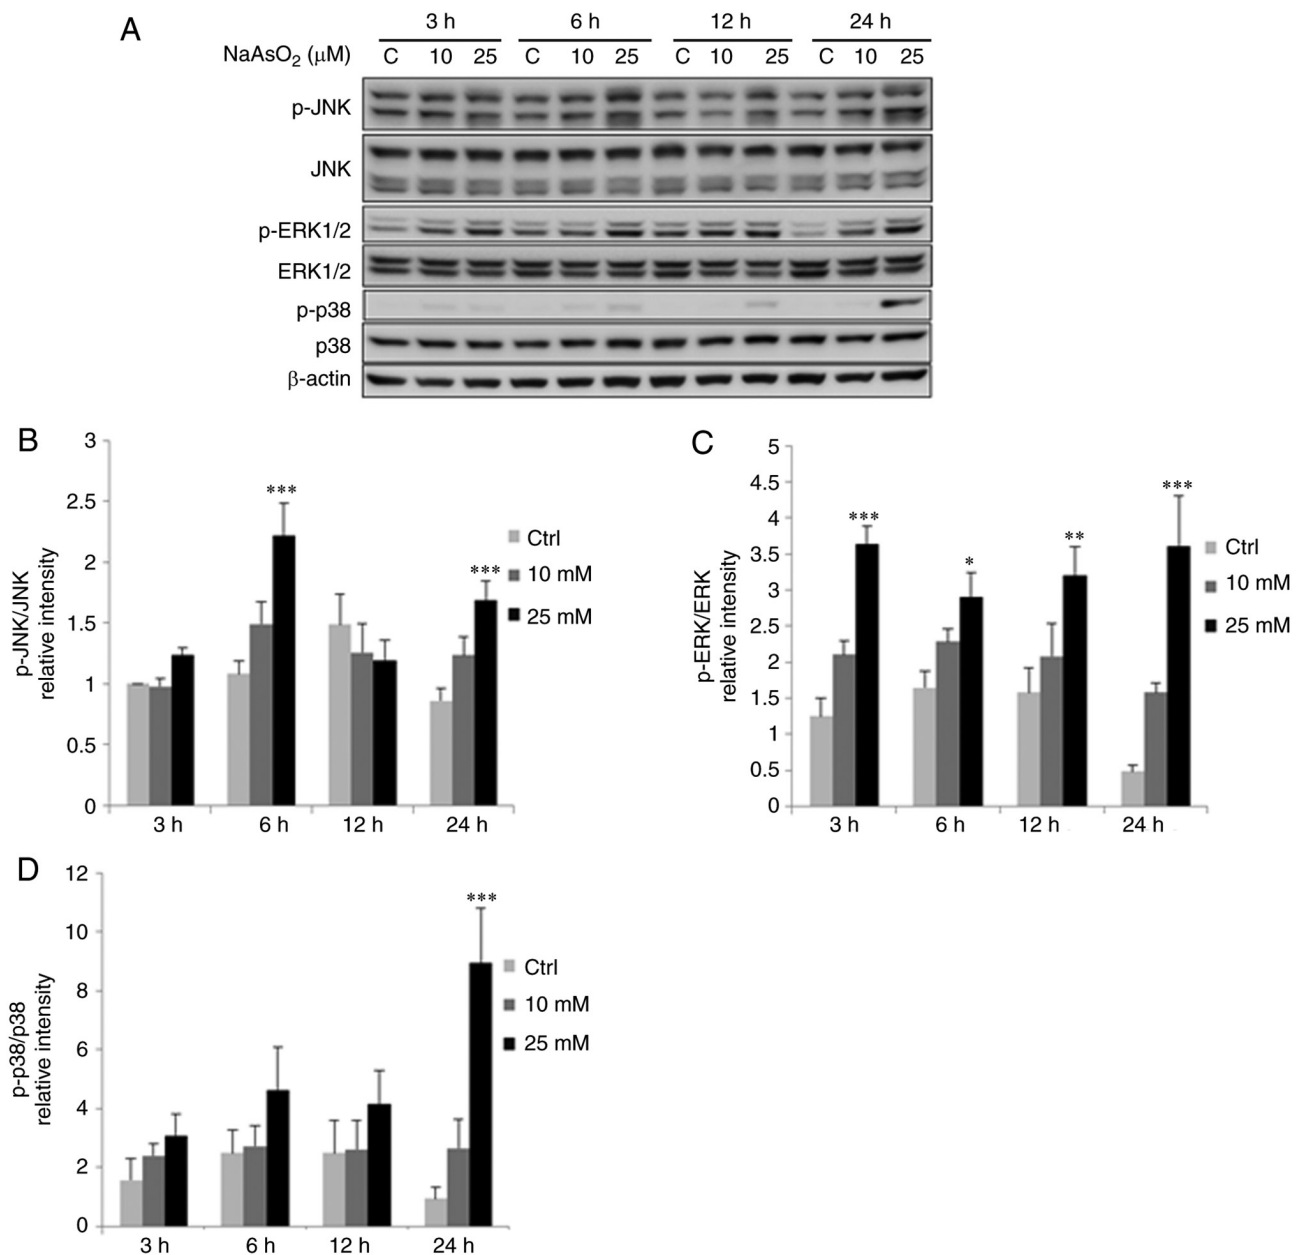 A
3 h 6 h 12 h 24 h
NaAsO2 (μM) C 10 25 C 10 25 C 10 25 C 10 25
p-JNK
JNK
p-ERK1/2
ERK1/2
p-p38
p38
β-actin
B
3
2.5
2
1.5
1
0.5
0
p-JNK/JNK
relative intensity
***
***
Ctrl
10 mM
25 mM
3 h 6 h 12 h 24 h
C
5
4.5
4
3.5
3
2.5
2
1.5
1
0.5
0
p-ERK/ERK
relative intensity
***
*
**
***
Ctrl
10 mM
25 mM
3 h 6 h 12 h 24 h
D
12
10
8
6
4
2
0
p-p38/p38
relative intensity
***
Ctrl
10 mM
25 mM
3 h 6 h 12 h 24 h